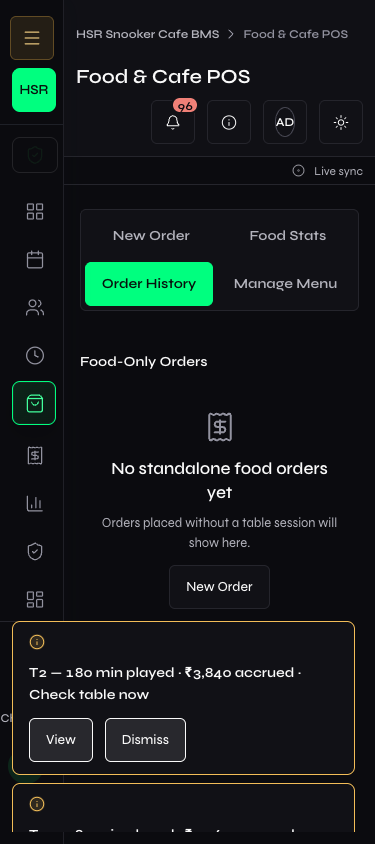 HSR Snooker Cafe BMS > Food & Cafe POS
Food & Cafe POS
HSR
96
AD
Live sync
New Order
Food Stats
Order History
Manage Menu
Food-Only Orders
No standalone food orders
yet
Orders placed without a table session will
show here.
New Order
T2 — 180 min played · ₹3,840 accrued ·
Check table now
View
Dismiss